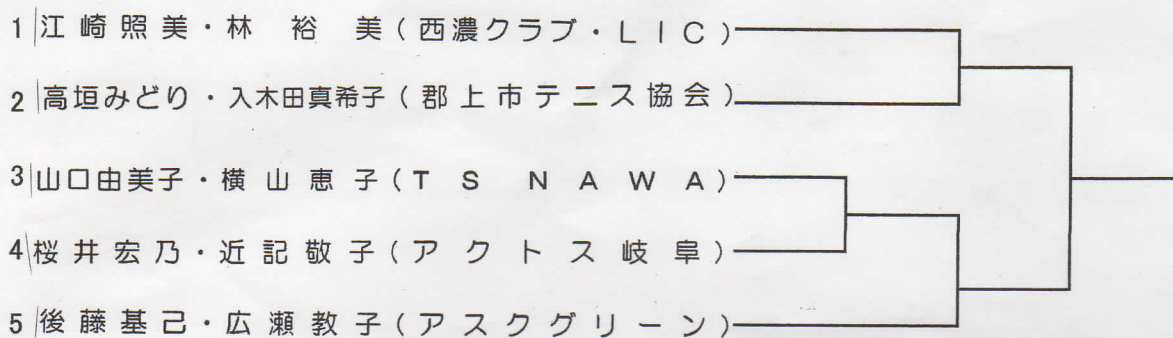 1 江崎照美・林 裕 美(西濃クラブ・LIC)
2 高垣みどり・入木田真希子(郡上市テニス協会)
3 山口由美子・横山恵子(TS NAWA)
4 桜井宏乃・近記敬子(アクトス岐阜)
5 後藤基己・広瀬教子(アスクグリーン)